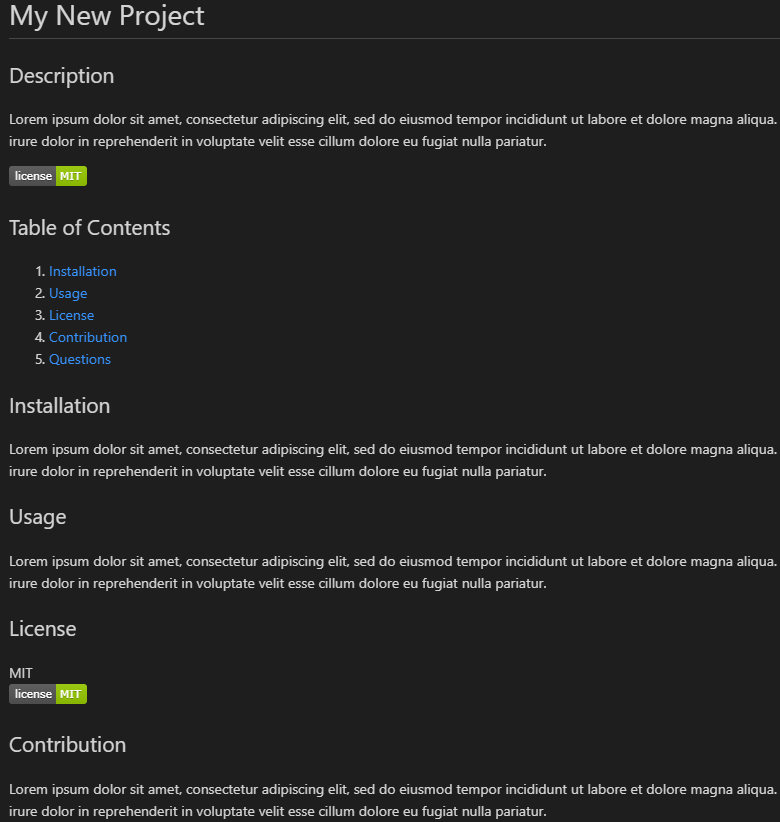 My New Project
Description
Lorem ipsum dolor sit amet, consectetur adipiscing elit, sed do eiusmod tempor incididunt ut labore et dolore magna aliqua.
irure dolor in reprehenderit in voluptate velit esse cillum dolore eu fugiat nulla pariatur.
license MIT
Table of Contents
1. Installation
2. Usage
3. License
4. Contribution
5. Questions
Installation
Lorem ipsum dolor sit amet, consectetur adipiscing elit, sed do eiusmod tempor incididunt ut labore et dolore magna aliqua.
irure dolor in reprehenderit in voluptate velit esse cillum dolore eu fugiat nulla pariatur.
Usage
Lorem ipsum dolor sit amet, consectetur adipiscing elit, sed do eiusmod tempor incididunt ut labore et dolore magna aliqua.
irure dolor in reprehenderit in voluptate velit esse cillum dolore eu fugiat nulla pariatur.
License
MIT
license MIT
Contribution
Lorem ipsum dolor sit amet, consectetur adipiscing elit, sed do eiusmod tempor incididunt ut labore et dolore magna aliqua.
irure dolor in reprehenderit in voluptate velit esse cillum dolore eu fugiat nulla pariatur.